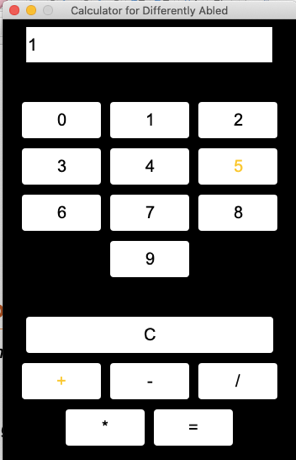 Calculator for Differently Abled
1
0 1 2
3 4 5
6 7 8
9
C
+ - /
* =